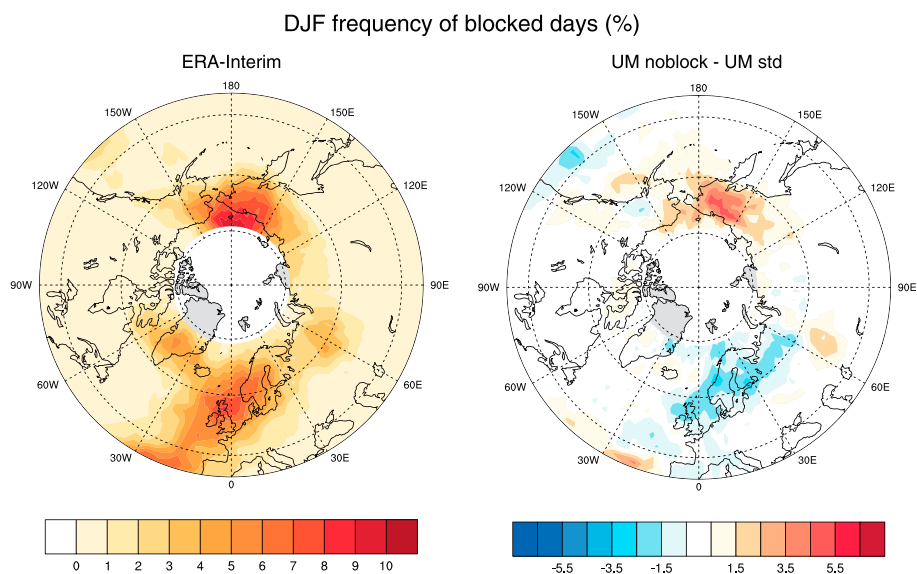 DJF frequency of blocked days (%)
ERA-Interim
UM noblock - UM std
180
150W
150E
120W
120E
90W
90E
60W
60E
30W
30E
0
180
150W
150E
120W
120E
90W
90E
60W
60E
30W
30E
0
0 1 2 3 4 5 6 7 8 9 10
-5.5 -3.5 -1.5 1.5 3.5 5.5